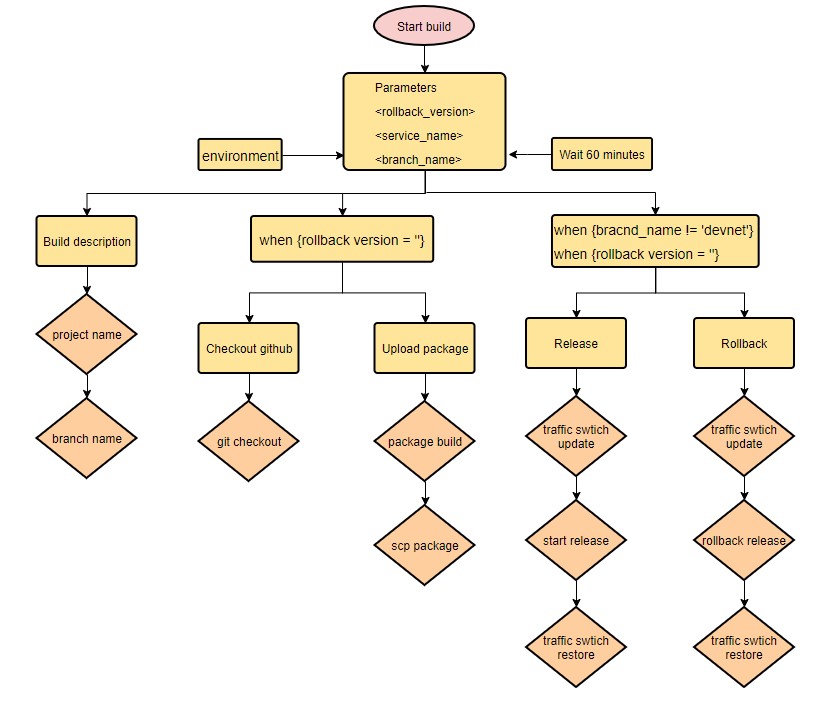 Start build
Parameters
<rollback_version>
<service_name>
<branch_name>
environment
Wait 60 minutes
Build description
when {rollback version = ''}
when {bracnd_name != 'devnet'}
when {rollback version = ''}
project name
branch name
Checkout github
Upload package
git checkout
package build
scp package
Release
Rollback
traffic swtich
update
traffic swtich
update
start release
rollback release
traffic swtich
restore
traffic swtich
restore